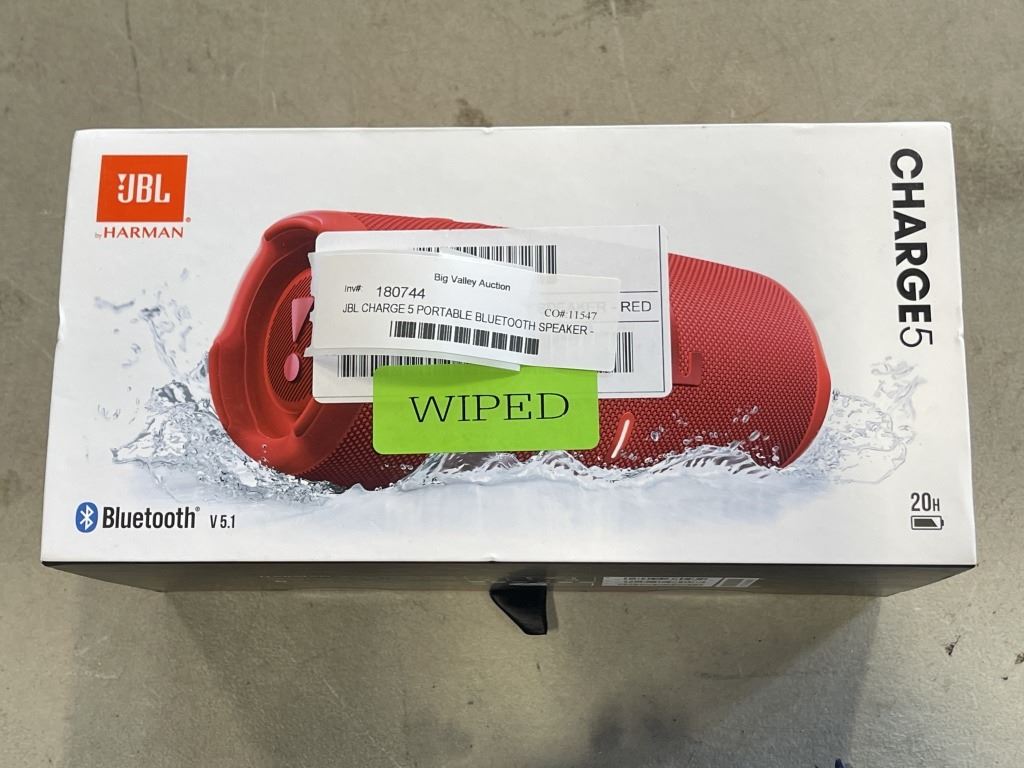 JBL
by HARMAN
CHARGE5
Big Valley Auction
Inv#: 180744
JBL CHARGE 5 PORTABLE BLUETOOTH SPEAKER -
CO#:11547
SPEAKER - RED
WIPED
Bluetooth® V 5.1
20H